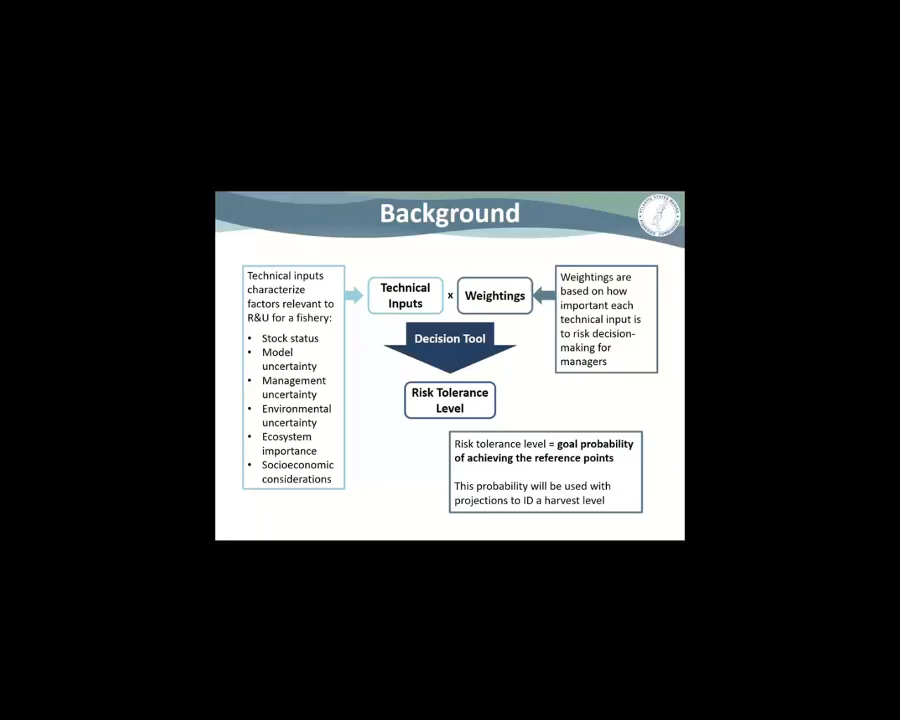 Background
Technical inputs
characterize
factors relevant to
R&U for a fishery:
• Stock status
• Model
uncertainty
• Management
uncertainty
• Environmental
uncertainty
• Ecosystem
importance
• Socioeconomic
considerations
Technical
Inputs
x
Weightings
Weightings are
based on how
important each
technical input is
to risk decision-
making for
managers
Decision Tool
Risk Tolerance
Level
Risk tolerance level = goal probability
of achieving the reference points
This probability will be used with
projections to ID a harvest level